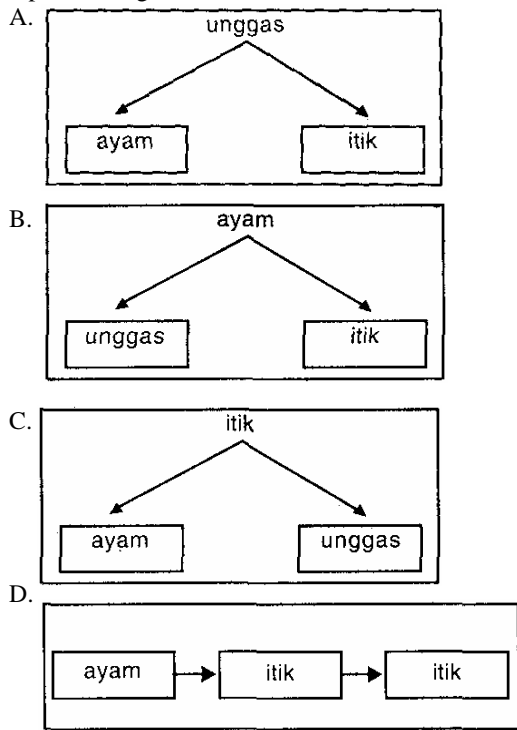 A.
unggas
ayam itik
B.
ayam
unggas itik
C.
itik
ayam unggas
D.
ayam itik itik